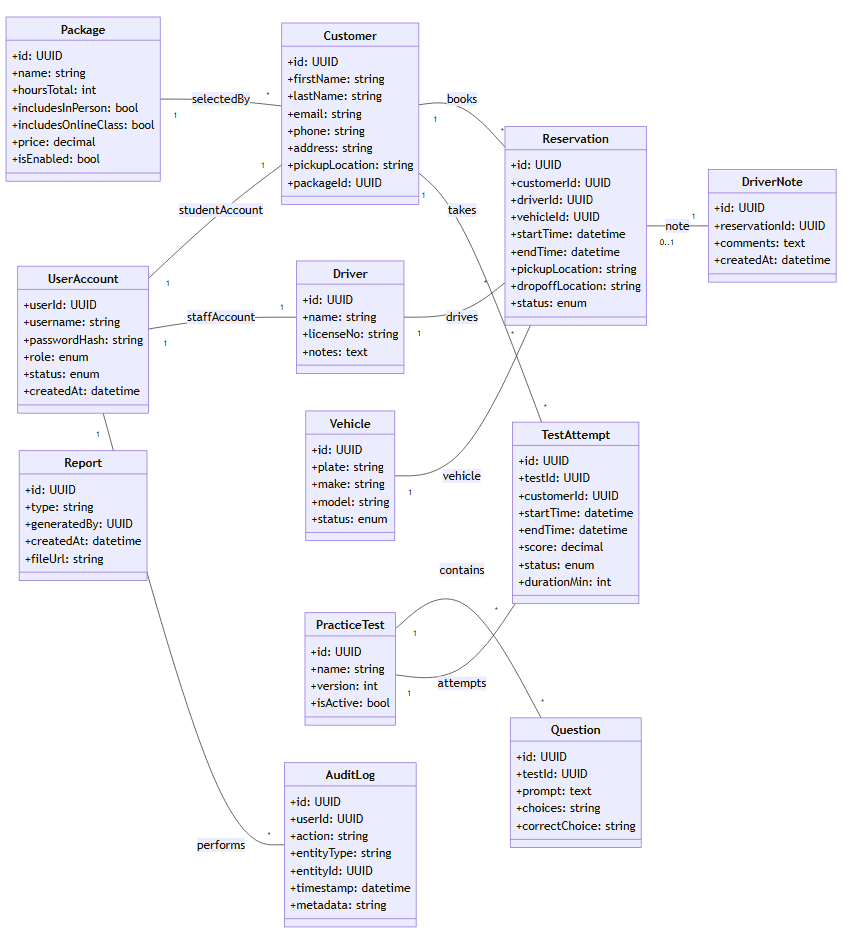 Package
+id: UUID
+name: string
+hoursTotal: int
+includesInPerson: bool
+includesOnlineClass: bool
+price: decimal
+isEnabled: bool
selectedBy
1
*
Customer
+id: UUID
+firstName: string
+lastName: string
+email: string
+phone: string
+address: string
+pickupLocation: string
+packageId: UUID
books
1
*
Reservation
+id: UUID
+customerId: UUID
+driverId: UUID
+vehicleId: UUID
+startTime: datetime
+endTime: datetime
+pickupLocation: string
+dropoffLocation: string
+status: enum
note
1
0..1
DriverNote
+id: UUID
+reservationId: UUID
+comments: text
+createdAt: datetime
studentAccount
1
1
takes
1
*
UserAccount
+userId: UUID
+username: string
+passwordHash: string
+role: enum
+status: enum
+createdAt: datetime
staffAccount
1
1
Driver
+id: UUID
+name: string
+licenseNo: string
+notes: text
drives
1
*
Vehicle
+id: UUID
+plate: string
+make: string
+model: string
+status: enum
vehicle
1
*
TestAttempt
+id: UUID
+testId: UUID
+customerId: UUID
+startTime: datetime
+endTime: datetime
+score: decimal
+status: enum
+durationMin: int
1
Report
+id: UUID
+type: string
+generatedBy: UUID
+createdAt: datetime
+fileUrl: string
contains
1
*
PracticeTest
+id: UUID
+name: string
+version: int
+isActive: bool
attempts
1
*
Question
+id: UUID
+testId: UUID
+prompt: text
+choices: string
+correctChoice: string
performs
*
AuditLog
+id: UUID
+userId: UUID
+action: string
+entityType: string
+entityId: UUID
+timestamp: datetime
+metadata: string